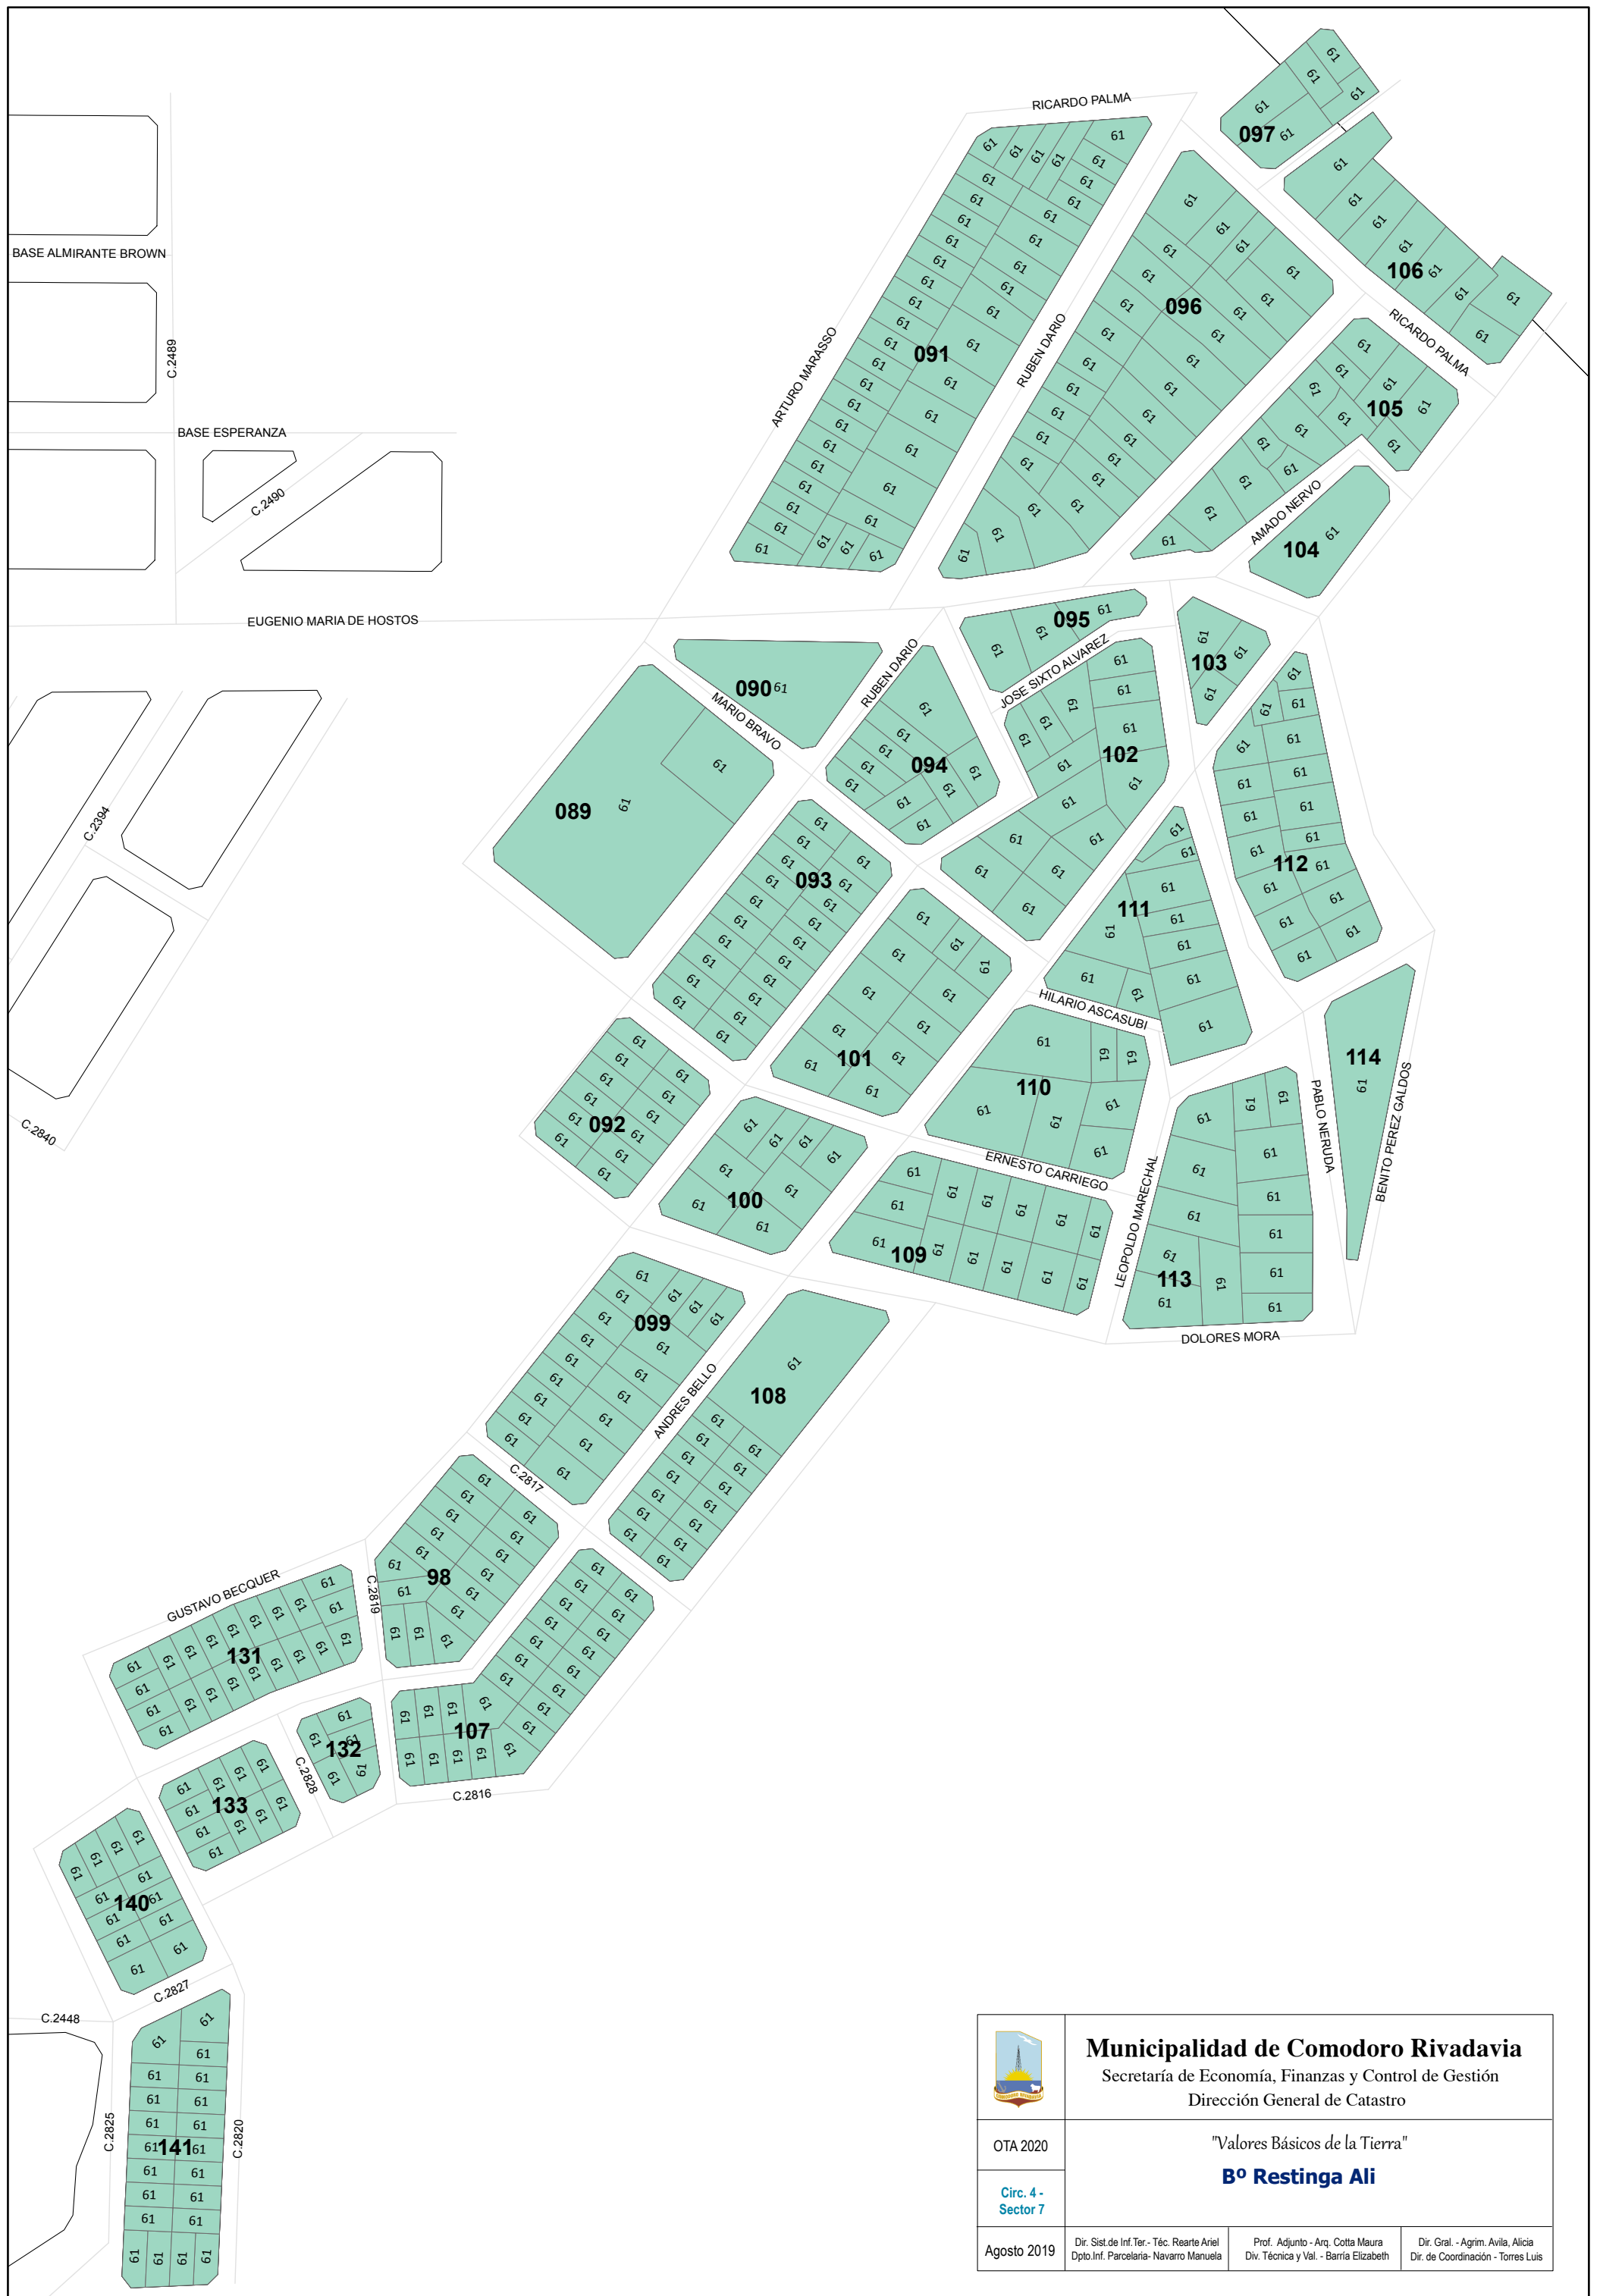 RICARDO PALMA
097
BASE ALMIRANTE BROWN
106
096
RICARDO PALMA
C.2489
ARTURO MARASSO
091
RUBEN DARIO
105
BASE ESPERANZA
C.2490
AMADO NERVO
104
EUGENIO MARIA DE HOSTOS
095
JOSE SIXTO ALVAREZ
103
090 61
MARIO BRAVO
RUBEN DARIO
094
102
089
C.2394
093
112
111
HILARIO ASCASUBI
101
110
114
PABLO NERUDA
BENITO PEREZ GALDOS
C.2840
092
ERNESTO CARRIEGO
100
109
LEOPOLDO MARECHAL
113
DOLORES MORA
099
108
ANDRES BELLO
C.2817
GUSTAVO BECQUER
C.2819
98
131
107
132
C.2828
133
C.2816
140
C.2827
C.2448
C.2825
141
C.2820
61
Municipalidad de Comodoro Rivadavia
Secretaría de Economía, Finanzas y Control de Gestión
Dirección General de Catastro
OTA 2020
"Valores Básicos de la Tierra"
Bº Restinga Ali
Circ. 4 -
Sector 7
Agosto 2019
Dir. Sist.de Inf.Ter.- Téc. Rearte Ariel
Dpto.Inf. Parcelaria- Navarro Manuela
Prof. Adjunto - Arq. Cotta Maura
Div. Técnica y Val. - Barría Elizabeth
Dir. Gral. - Agrim. Avila, Alicia
Dir. de Coordinación - Torres Luis